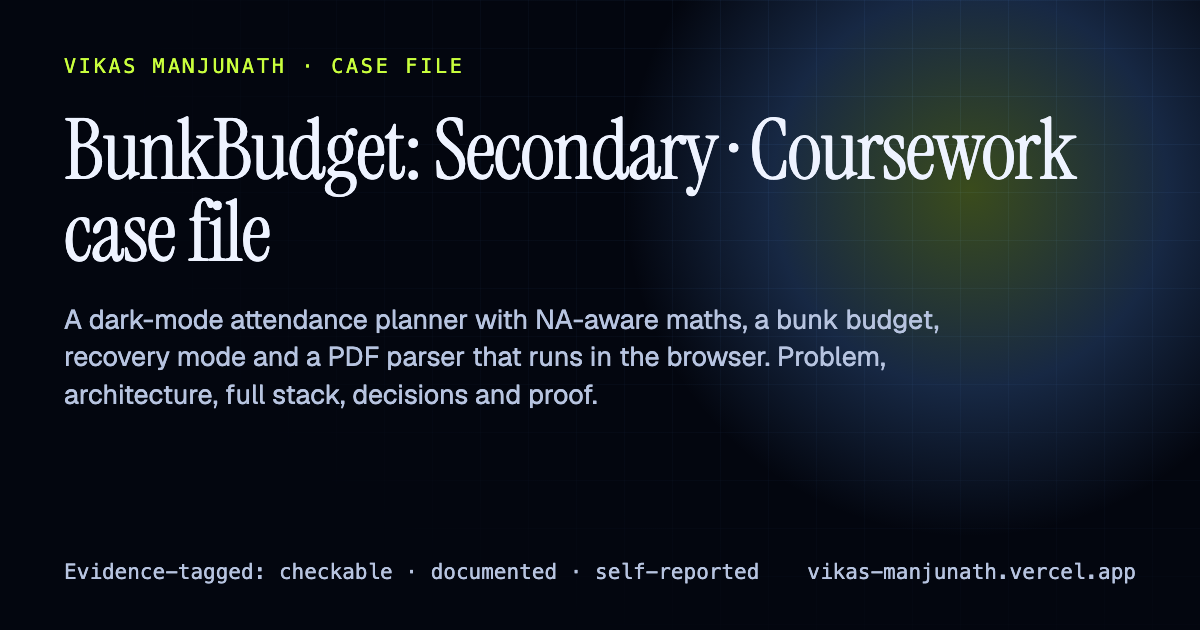 VIKAS MANJUNATH · CASE FILE
BunkBudget: Secondary · Coursework
case file
A dark-mode attendance planner with NA-aware maths, a bunk budget,
recovery mode and a PDF parser that runs in the browser. Problem,
architecture, full stack, decisions and proof.
Evidence-tagged: checkable · documented · self-reported
vikas-manjunath.vercel.app